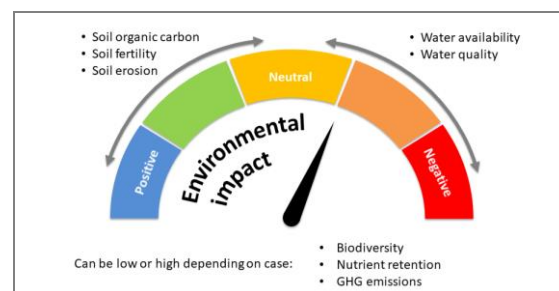 • Soil organic carbon
• Soil fertility
• Soil erosion
• Water availability
• Water quality
Neutral
Positive
Environmental
impact
Negative
Can be low or high depending on case:
• Biodiversity
• Nutrient retention
• GHG emissions